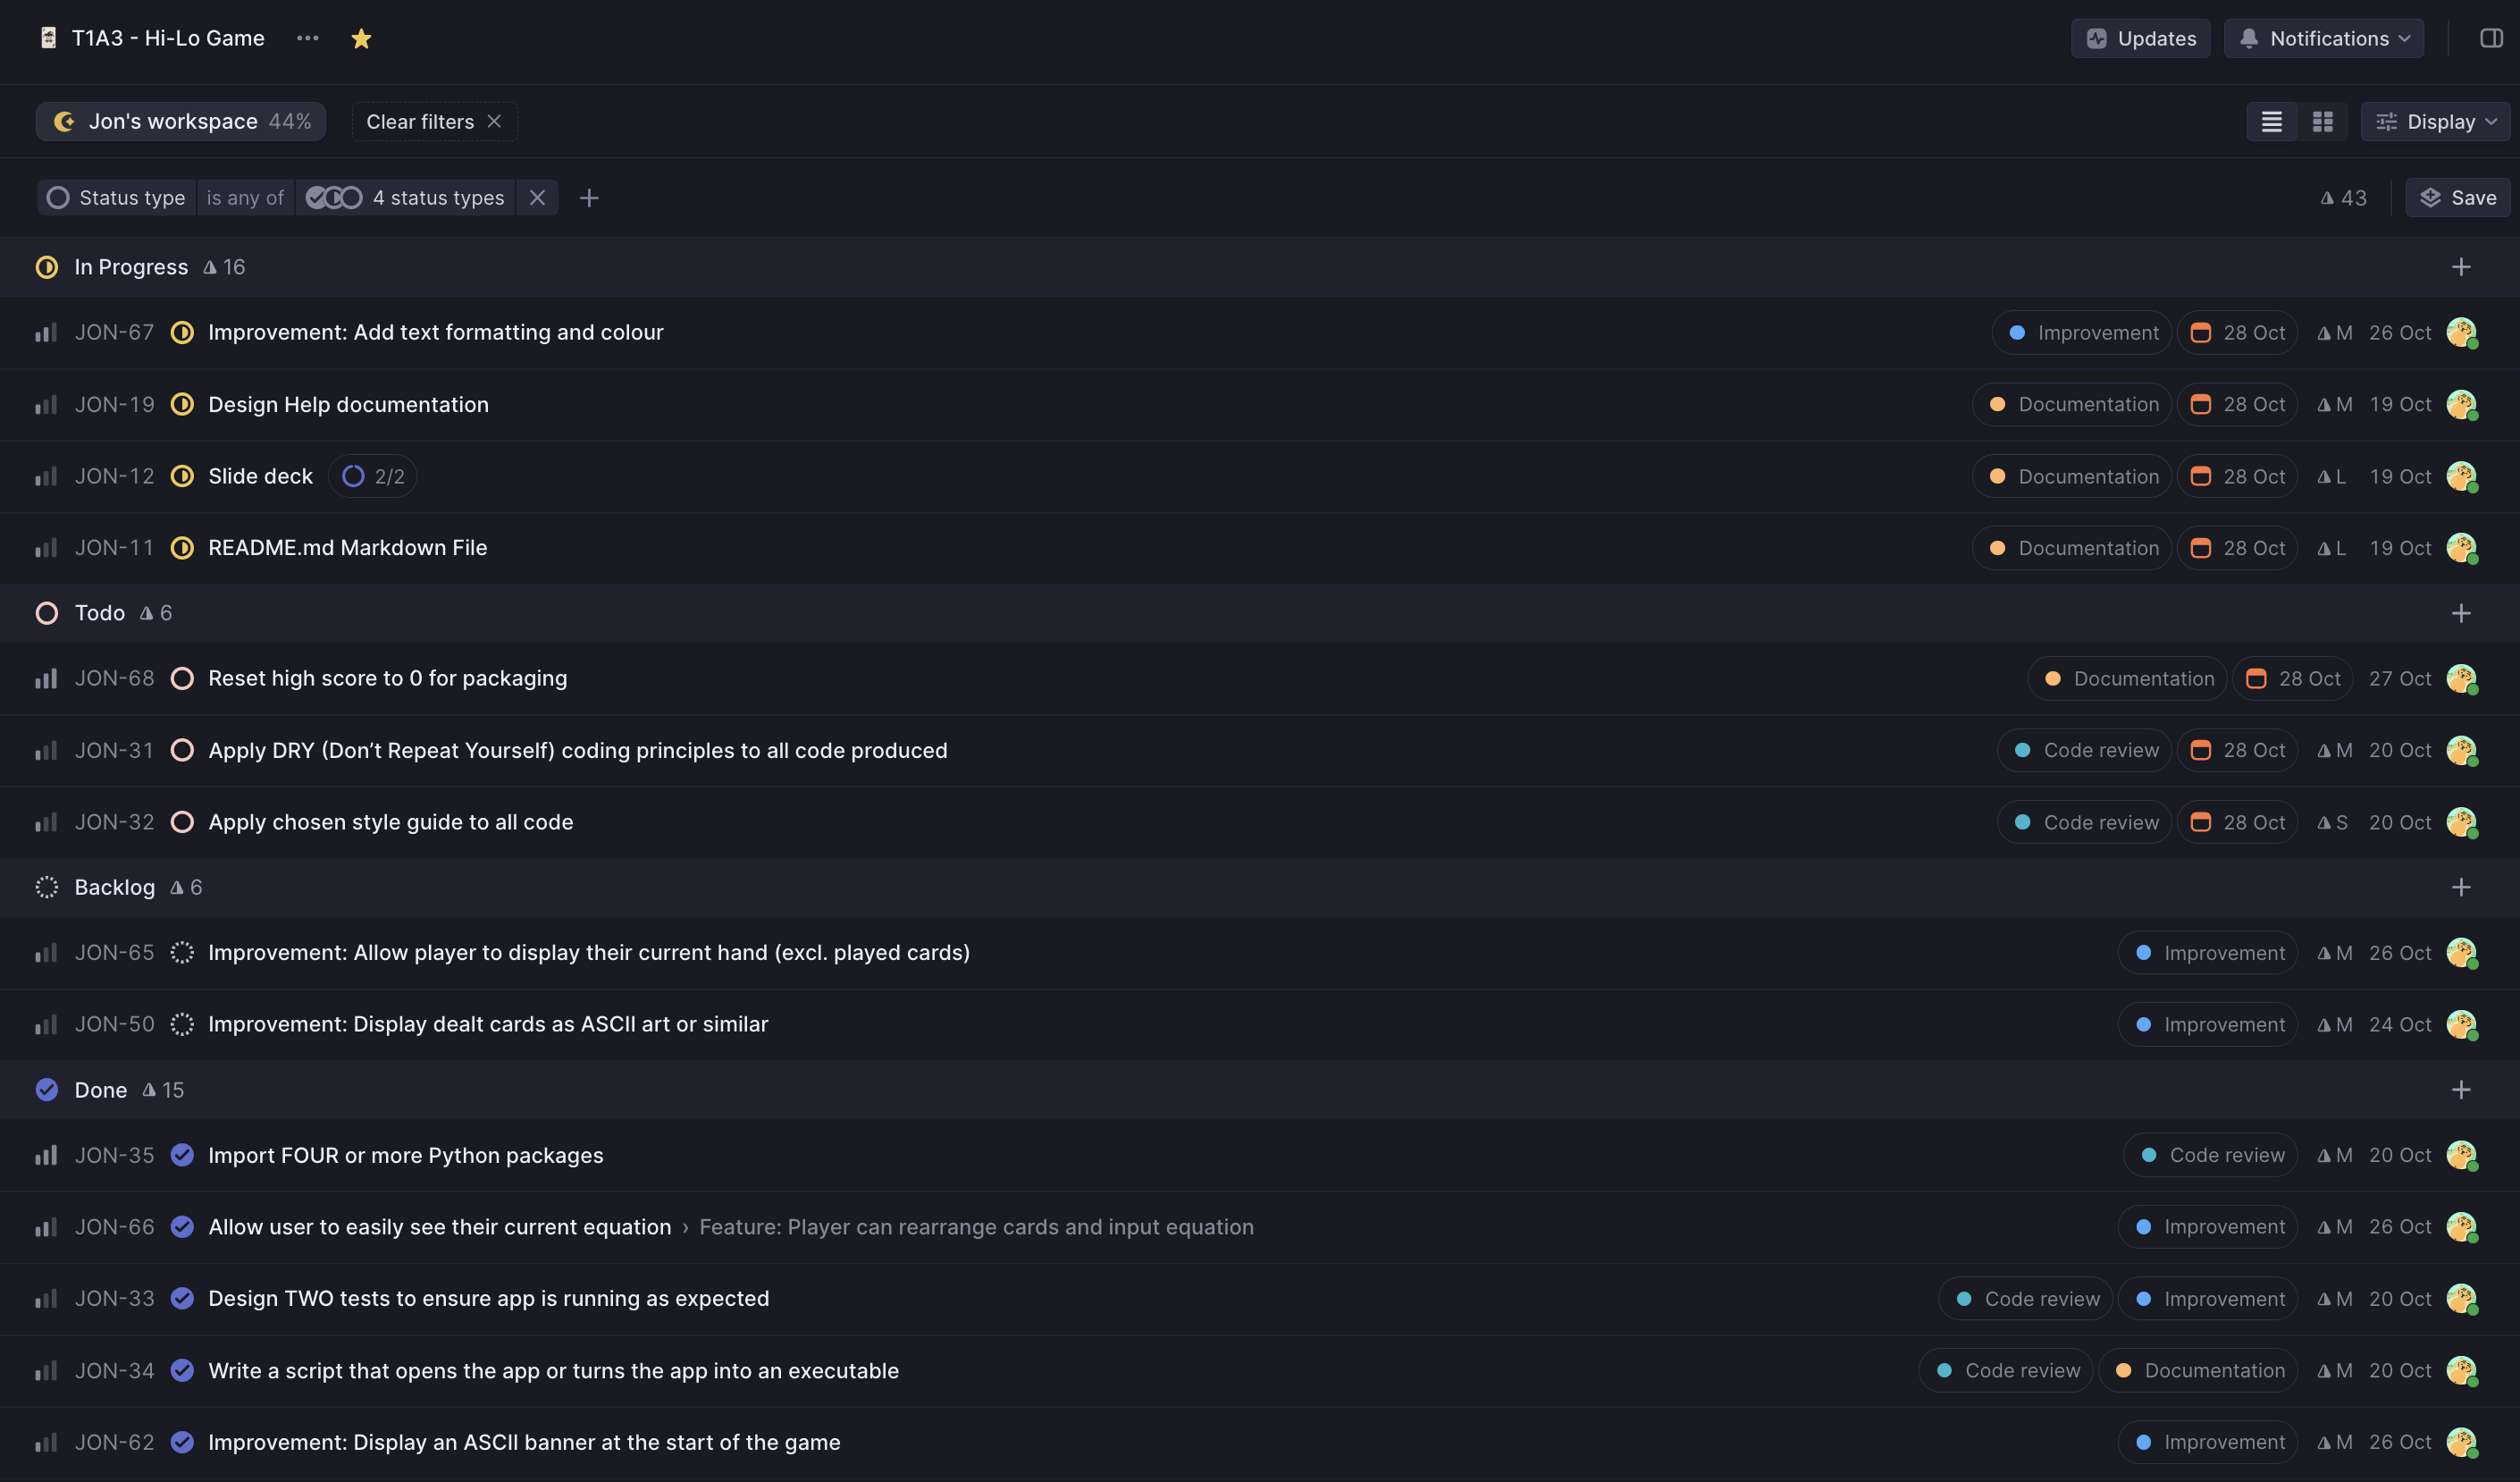 T1A3 - Hi-Lo Game
Updates
Notifications
Jon's workspace 44%
Clear filters
Display
Status type is any of 4 status types
43
Save
In Progress 16
JON-67 Improvement: Add text formatting and colour Improvement 28 Oct M 26 Oct
JON-19 Design Help documentation Documentation 28 Oct M 19 Oct
JON-12 Slide deck 2/2 Documentation 28 Oct L 19 Oct
JON-11 README.md Markdown File Documentation 28 Oct L 19 Oct
Todo 6
JON-68 Reset high score to 0 for packaging Documentation 28 Oct 27 Oct
JON-31 Apply DRY (Don’t Repeat Yourself) coding principles to all code produced Code review 28 Oct M 20 Oct
JON-32 Apply chosen style guide to all code Code review 28 Oct S 20 Oct
Backlog 6
JON-65 Improvement: Allow player to display their current hand (excl. played cards) Improvement M 26 Oct
JON-50 Improvement: Display dealt cards as ASCII art or similar Improvement M 24 Oct
Done 15
JON-35 Import FOUR or more Python packages Code review M 20 Oct
JON-66 Allow user to easily see their current equation › Feature: Player can rearrange cards and input equation Improvement M 26 Oct
JON-33 Design TWO tests to ensure app is running as expected Code review Improvement M 20 Oct
JON-34 Write a script that opens the app or turns the app into an executable Code review Documentation M 20 Oct
JON-62 Improvement: Display an ASCII banner at the start of the game Improvement M 26 Oct